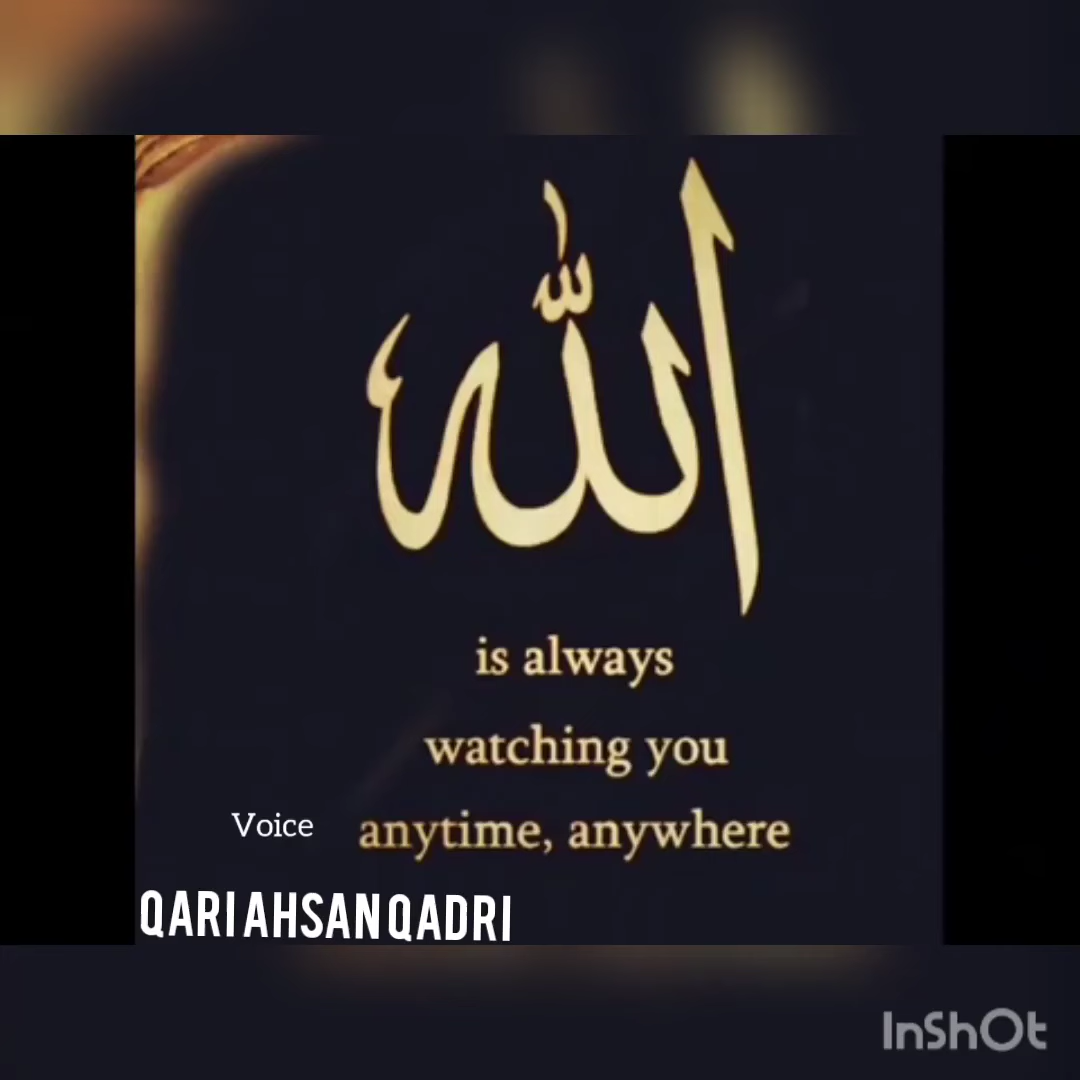 الله
is always
watching you
anytime, anywhere
Voice
QARI AHSAN QADRI
InShOt